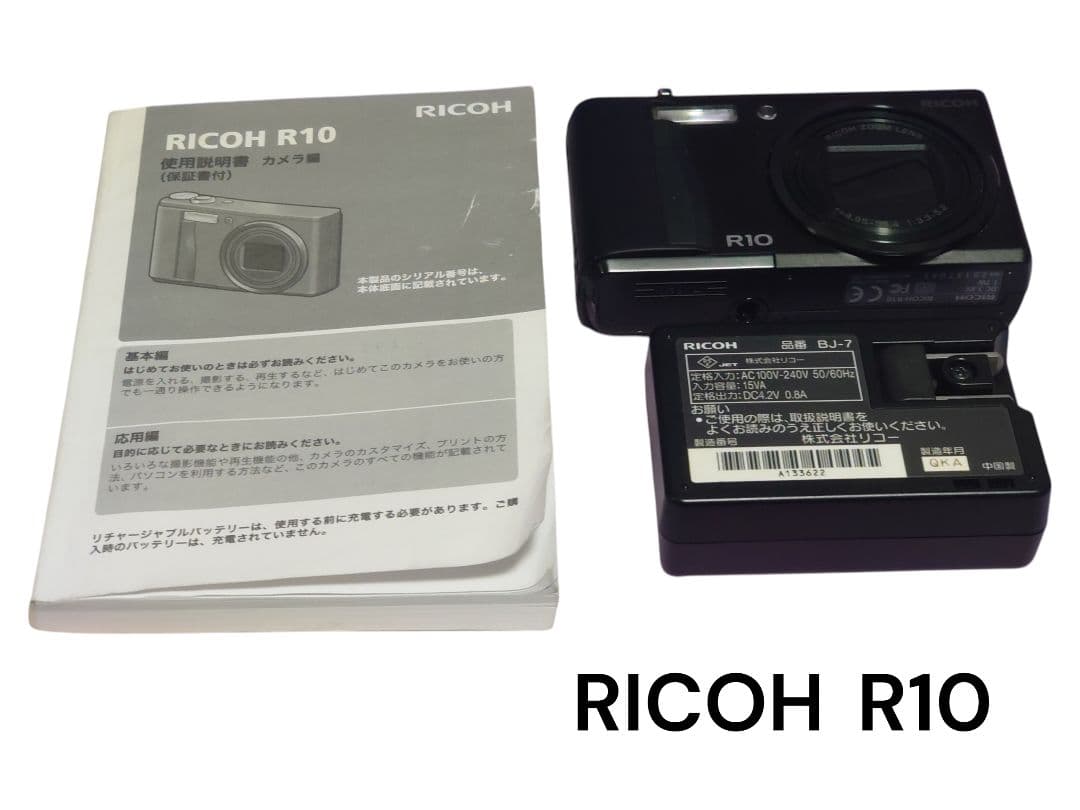 RICOH
RICOH R10
使用説明書 カメラ編
(保証書付)
本製品のシリアル番号は、
本体底面に記載されています。
基本編
はじめてお使いのときは必ずお読みください。
電源を入れる、撮影する、再生するなど、はじめてこのカメラをお使いの方
でも一通り操作できるようになります。
応用編
目的に応じて必要なときにお読みください。
いろいろな撮影機能や再生機能の他、カメラのカスタマイズ、プリントの方
法、パソコンを利用する方法など、このカメラのすべての機能が記載されて
います。
リチャージャブルバッテリーは、使用する前に充電する必要があります。ご購
入時のバッテリーは、充電されていません。
RICOH
RICOH ZOOM LENS
1:3.3-5.2
R10
RICOH
RICOH R10
DC 3.8V
FC CE
RICOH 品番 BJ-7
JET 株式会社リコー
定格入力:AC100V-240V 50/60Hz
入力容量:15VA
定格出力:DC4.2V 0.8A
お願い
•ご使用の際は、取扱説明書を
よくお読みのうえ正しくお使いください。
製造番号 株式会社リコー
A133622
製造年月
QKA 中国製
RICOH R10